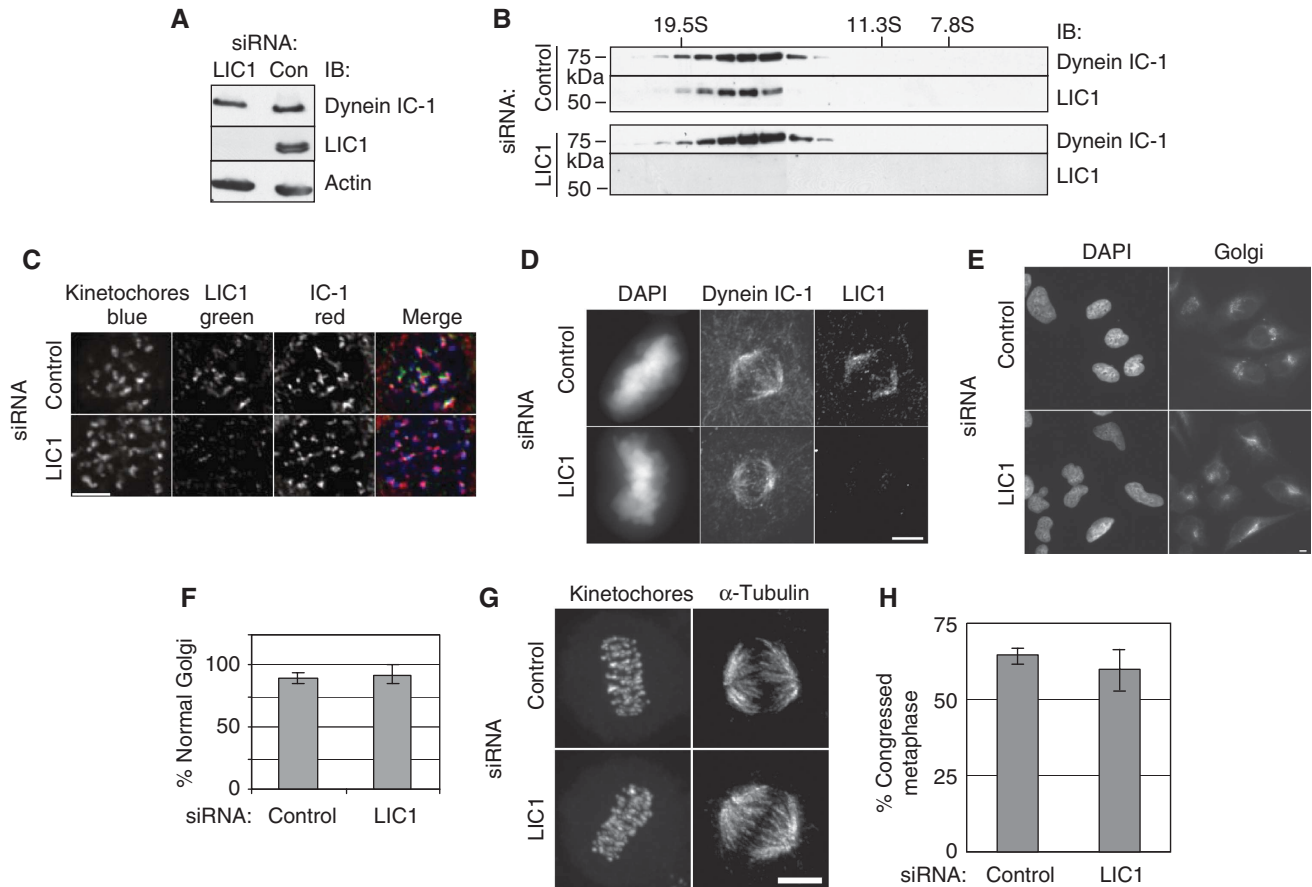 A
siRNA:
LIC1 Con IB:
Dynein IC-1
LIC1
Actin
B
19.5S 11.3S 7.8S IB:
siRNA:
Control
75
kDa
50
Dynein IC-1
LIC1
LIC1
75
kDa
50
Dynein IC-1
LIC1
C
Kinetochores LIC1 IC-1
blue green red Merge
siRNA
Control
LIC1
D
DAPI Dynein IC-1 LIC1
siRNA
Control
LIC1
E
DAPI Golgi
siRNA
Control
LIC1
F
% Normal Golgi
100
50
0
siRNA: Control LIC1
G
Kinetochores α-Tubulin
siRNA
Control
LIC1
H
% Congressed
metaphase
75
50
25
0
siRNA: Control LIC1